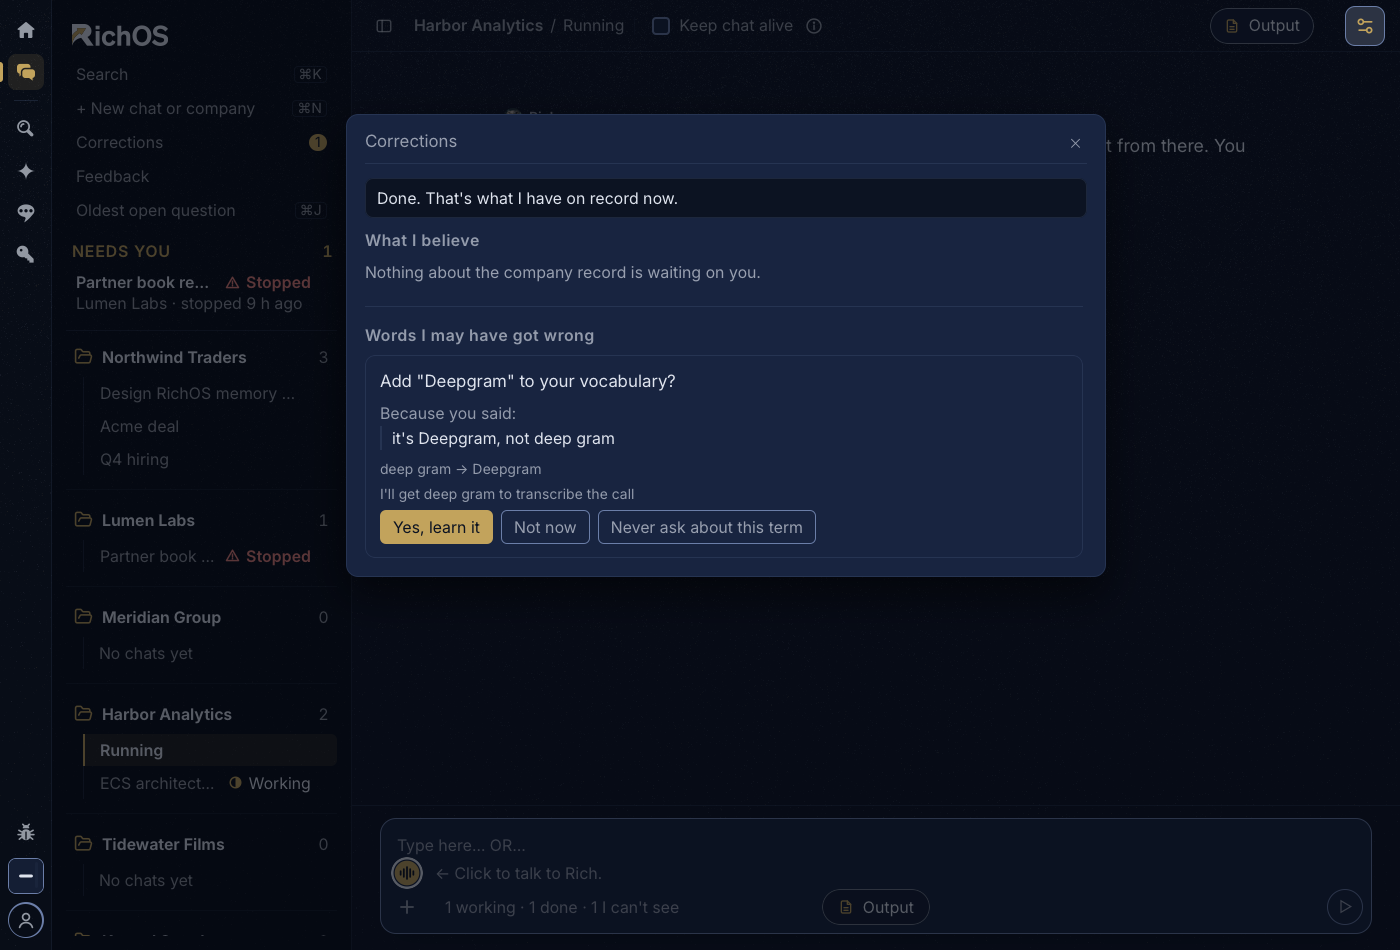 RichOS
Search ⌘K
+ New chat or company ⌘N
Corrections 1
Feedback
Oldest open question ⌘J
NEEDS YOU 1
Partner book re... Stopped
Lumen Labs · stopped 9 h ago
Northwind Traders 3
Design RichOS memory ...
Acme deal
Q4 hiring
Lumen Labs 1
Partner book ... Stopped
Meridian Group 0
No chats yet
Harbor Analytics 2
Running
ECS architect... Working
Tidewater Films 0
No chats yet
Harbor Analytics / Running
Keep chat alive
Output
t from there. You
Corrections
Done. That's what I have on record now.
What I believe
Nothing about the company record is waiting on you.
Words I may have got wrong
Add "Deepgram" to your vocabulary?
Because you said:
it's Deepgram, not deep gram
deep gram → Deepgram
I'll get deep gram to transcribe the call
Yes, learn it
Not now
Never ask about this term
Type here... OR...
← Click to talk to Rich.
1 working · 1 done · 1 I can't see
Output